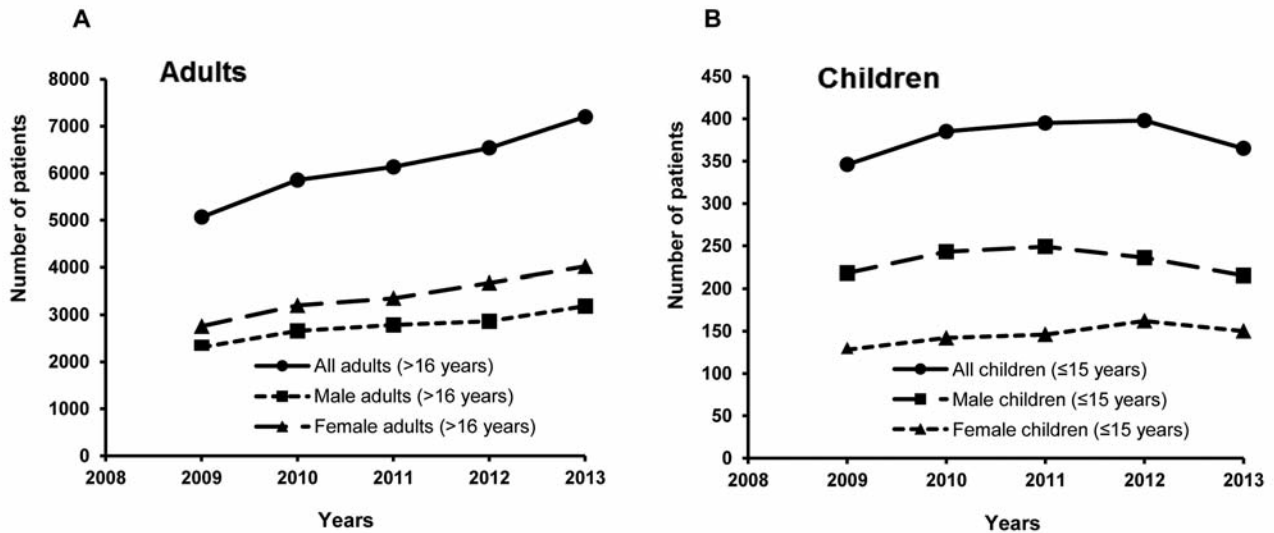 A
Adults
Number of patients
8000
7000
6000
5000
4000
3000
2000
1000
0
All adults (>16 years)
Male adults (>16 years)
Female adults (>16 years)
2008 2009 2010 2011 2012 2013
Years
B
Children
Number of patients
450
400
350
300
250
200
150
100
50
0
All children (≤15 years)
Male children (≤15 years)
Female children (≤15 years)
2008 2009 2010 2011 2012 2013
Years